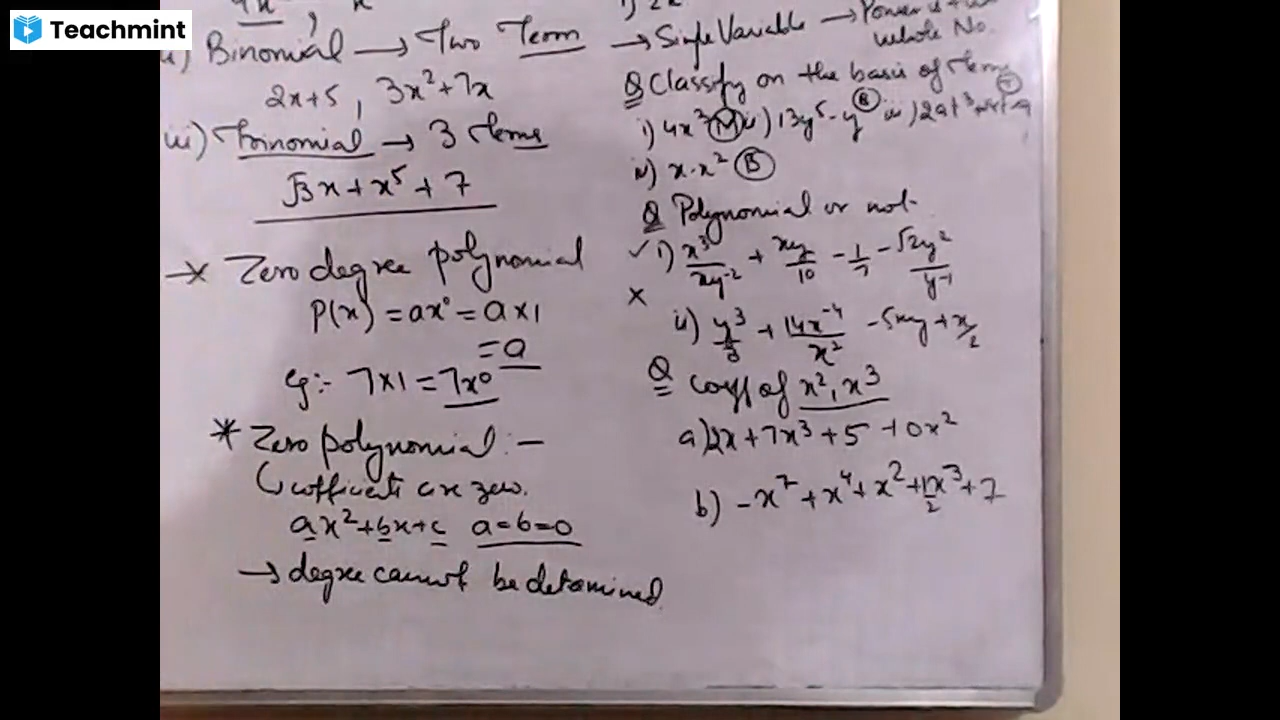 Teachmint
ii) Binomial → Two Term
2x+5, 3x²+7x
iii) Trinomial → 3 terms
√3x + x⁵ + 7
→* Zero degree polynomial
P(x) = ax⁰ = a×1
= a
Eg:- 7×1 = 7x⁰
* Zero polynomial :-
coefficients are zero.
ax²+bx+c a=b=0
→ degree cannot be determined
→ Single Variable → Power is
whole No.
Q Classify on the basis of terms
i) 4x³ (M) ii) 13y⁵-y (B) iii) 2at³ (T)
iv) x-x² (B)
Q Polynomial or not-
✓ i) x³/xy⁻² + xy/10 - 1/7 - √2y²/y⁻¹
× ii) y³/3 + 14x⁻⁴/x² - 5xy + x/2
Q Coeff of x², x³
a) 2x+7x³+5 +0x²
b) -x⁷+x⁴+x²+1/2x³+7